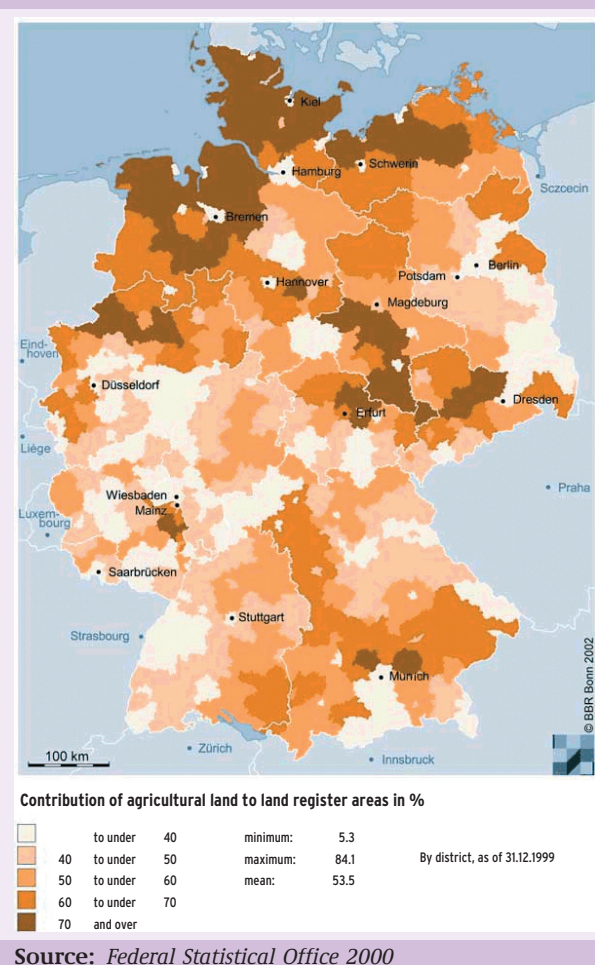 Kiel
Schwerin
Hamburg
Sczcecin
Bremen
Berlin
Hannover
Potsdam
Magdeburg
Eind-
hoven
Düsseldorf
Dresden
Erfurt
Liége
Praha
Wiesbaden
Mainz
Luxem-
bourg
Saarbrücken
Stuttgart
Strasbourg
© BBR Bonn 2002
Munich
100 km
Zürich
Innsbruck
Contribution of agricultural land to land register areas in %
to under 40 minimum: 5.3
40 to under 50 maximum: 84.1 By district, as of 31.12.1999
50 to under 60 mean: 53.5
60 to under 70
70 and over
Source: Federal Statistical Office 2000